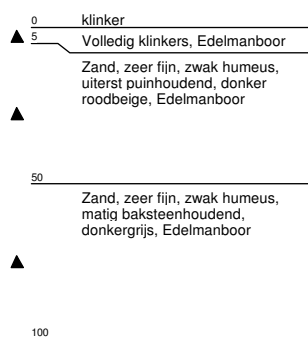 0 klinker
5 Volledig klinkers, Edelmanboor
Zand, zeer fijn, zwak humeus,
uiterst puinhoudend, donker
roodbeige, Edelmanboor
50
Zand, zeer fijn, zwak humeus,
matig baksteenhoudend,
donkergrijs, Edelmanboor
100